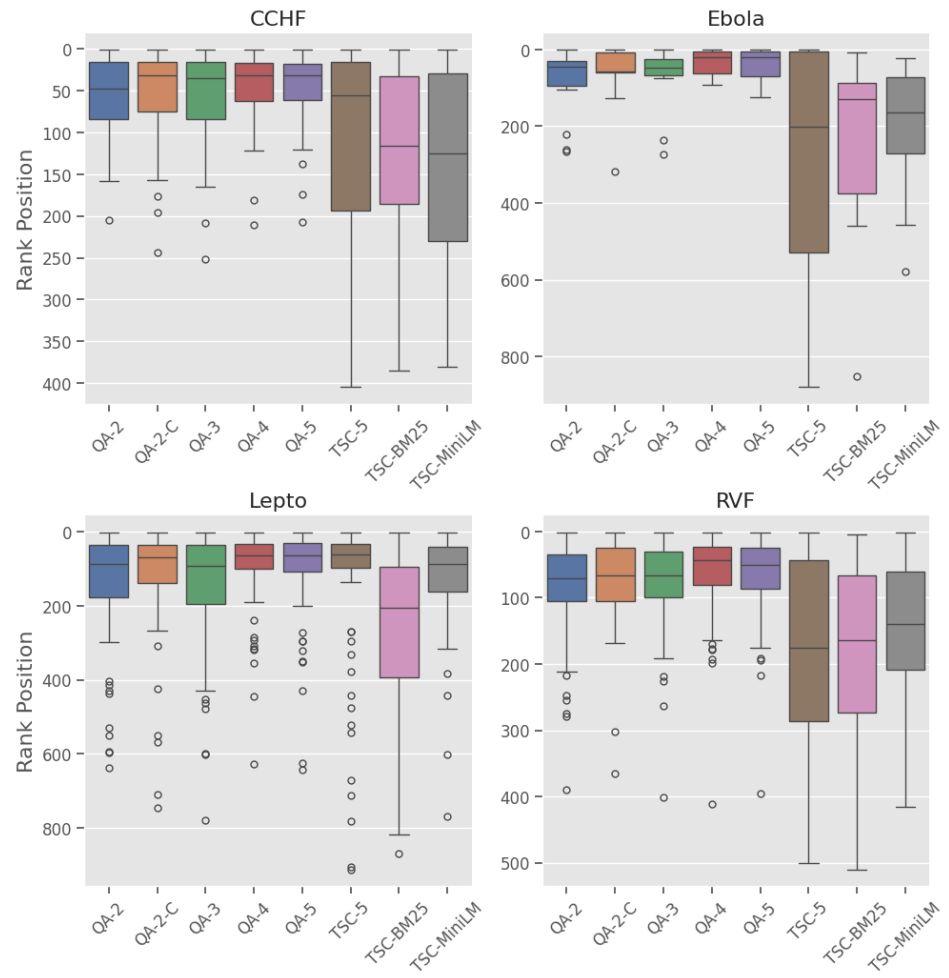 CCHF
Rank Position
0
50
100
150
200
250
300
350
400
QA-2
QA-2-C
QA-3
QA-4
QA-5
TSC-5
TSC-BM25
TSC-MiniLM
Ebola
0
200
400
600
800
QA-2
QA-2-C
QA-3
QA-4
QA-5
TSC-5
TSC-BM25
TSC-MiniLM
Lepto
Rank Position
0
200
400
600
800
QA-2
QA-2-C
QA-3
QA-4
QA-5
TSC-5
TSC-BM25
TSC-MiniLM
RVF
0
100
200
300
400
500
QA-2
QA-2-C
QA-3
QA-4
QA-5
TSC-5
TSC-BM25
TSC-MiniLM